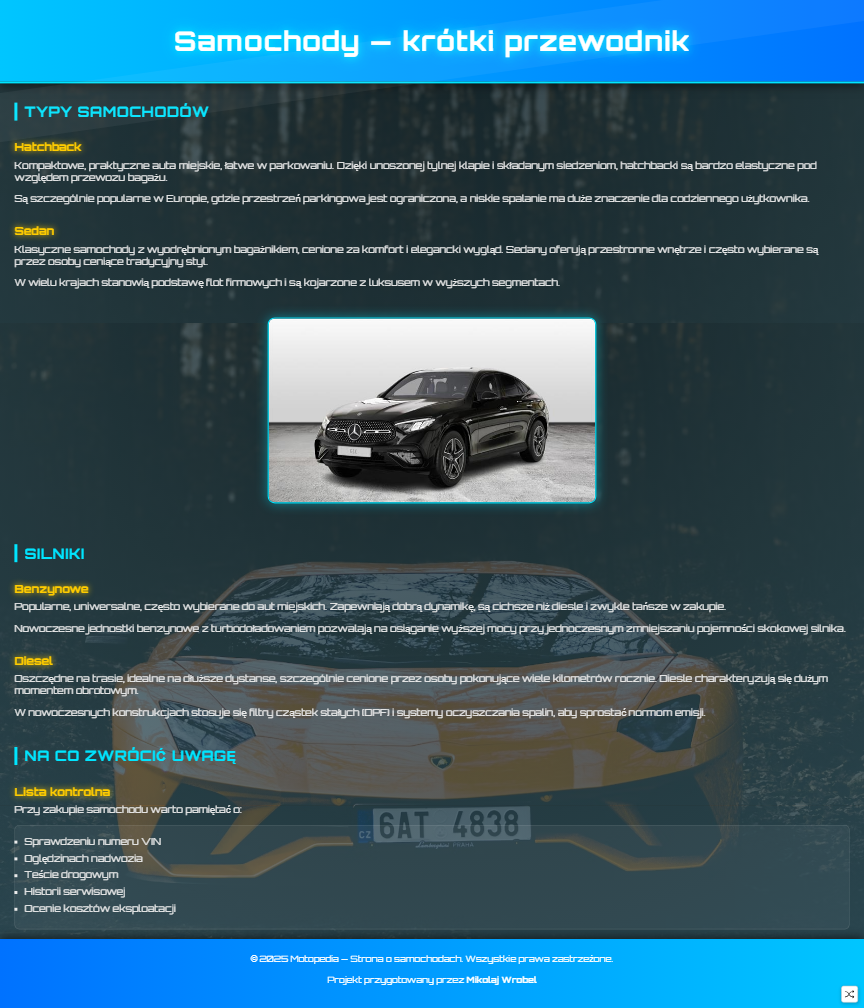 Samochody – krótki przewodnik
TYPY SAMOCHODÓW
Hatchback
Kompaktowe, praktyczne auta miejskie, łatwe w parkowaniu. Dzięki unoszonej tylnej klapie i składanym siedzeniom, hatchbacki są bardzo elastyczne pod
względem przewozu bagażu.
Są szczególnie popularne w Europie, gdzie przestrzeń parkingowa jest ograniczona, a niskie spalanie ma duże znaczenie dla codziennego użytkownika.
Sedan
Klasyczne samochody z wyodrębnionym bagażnikiem, cenione za komfort i elegancki wygląd. Sedany oferują przestronne wnętrze i często wybierane są
przez osoby ceniące tradycyjny styl.
W wielu krajach stanowią podstawę flot firmowych i są kojarzone z luksusem w wyższych segmentach.
SILNIKI
Benzynowe
Popularne, uniwersalne, często wybierane do aut miejskich. Zapewniają dobrą dynamikę, są cichsze niż diesle i zwykle tańsze w zakupie.
Nowoczesne jednostki benzynowe z turbodoładowaniem pozwalają na osiąganie wyższej mocy przy jednoczesnym zmniejszaniu pojemności skokowej silnika.
Diesel
Oszczędne na trasie, idealne na dłuższe dystanse, szczególnie cenione przez osoby pokonujące wiele kilometrów rocznie. Diesle charakteryzują się dużym
momentem obrotowym.
W nowoczesnych konstrukcjach stosuje się filtry cząstek stałych (DPF) i systemy oczyszczania spalin, aby sprostać normom emisji.
NA CO ZWRÓCIĆ UWAGĘ
Lista kontrolna
Przy zakupie samochodu warto pamiętać o:
CZ 6AT 4838
Lamborghini PRAHA
Sprawdzeniu numeru VIN
Oględzinach nadwozia
Teście drogowym
Historii serwisowej
Ocenie kosztów eksploatacji
© 2025 Motopedia – Strona o samochodach. Wszystkie prawa zastrzeżone.
Projekt przygotowany przez Mikolaj Wrobel